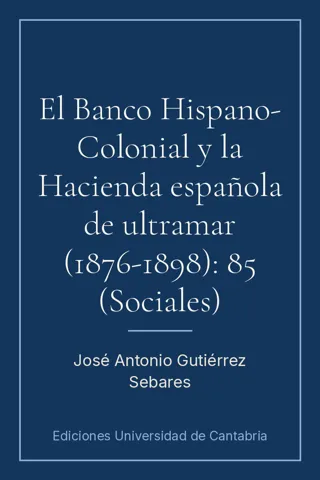 El Banco Hispano-
Colonial y la
Hacienda española
de ultramar
(1876-1898): 85
(Sociales)
José Antonio Gutiérrez
Sebares
Ediciones Universidad de Cantabria